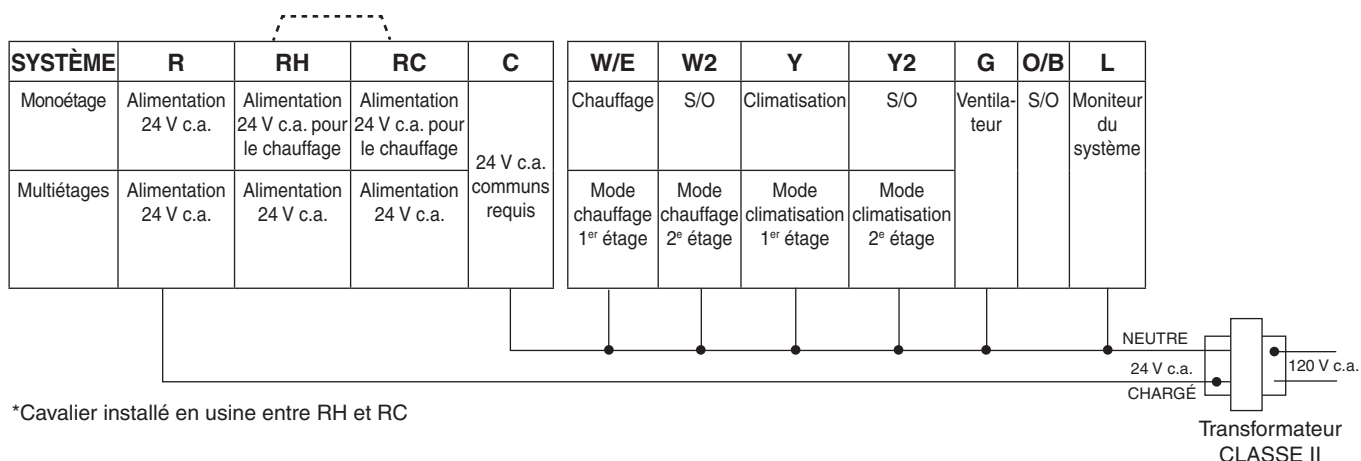 SYSTÈME R RH RC C W/E W2 Y Y2 G O/B L
Monoétage
Alimentation
24 V c.a.
Alimentation
24 V c.a. pour
le chauffage
Alimentation
24 V c.a. pour
le chauffage
24 V c.a.
communs
requis
Chauffage
S/O
Climatisation
S/O
Ventila-
teur
S/O
Moniteur
du
système
Multiétages
Alimentation
24 V c.a.
Alimentation
24 V c.a.
Alimentation
24 V c.a.
Mode
chauffage
1er étage
Mode
chauffage
2e étage
Mode
climatisation
1er étage
Mode
climatisation
2e étage
NEUTRE
24 V c.a.
CHARGÉ
120 V c.a.
*Cavalier installé en usine entre RH et RC
Transformateur
CLASSE II